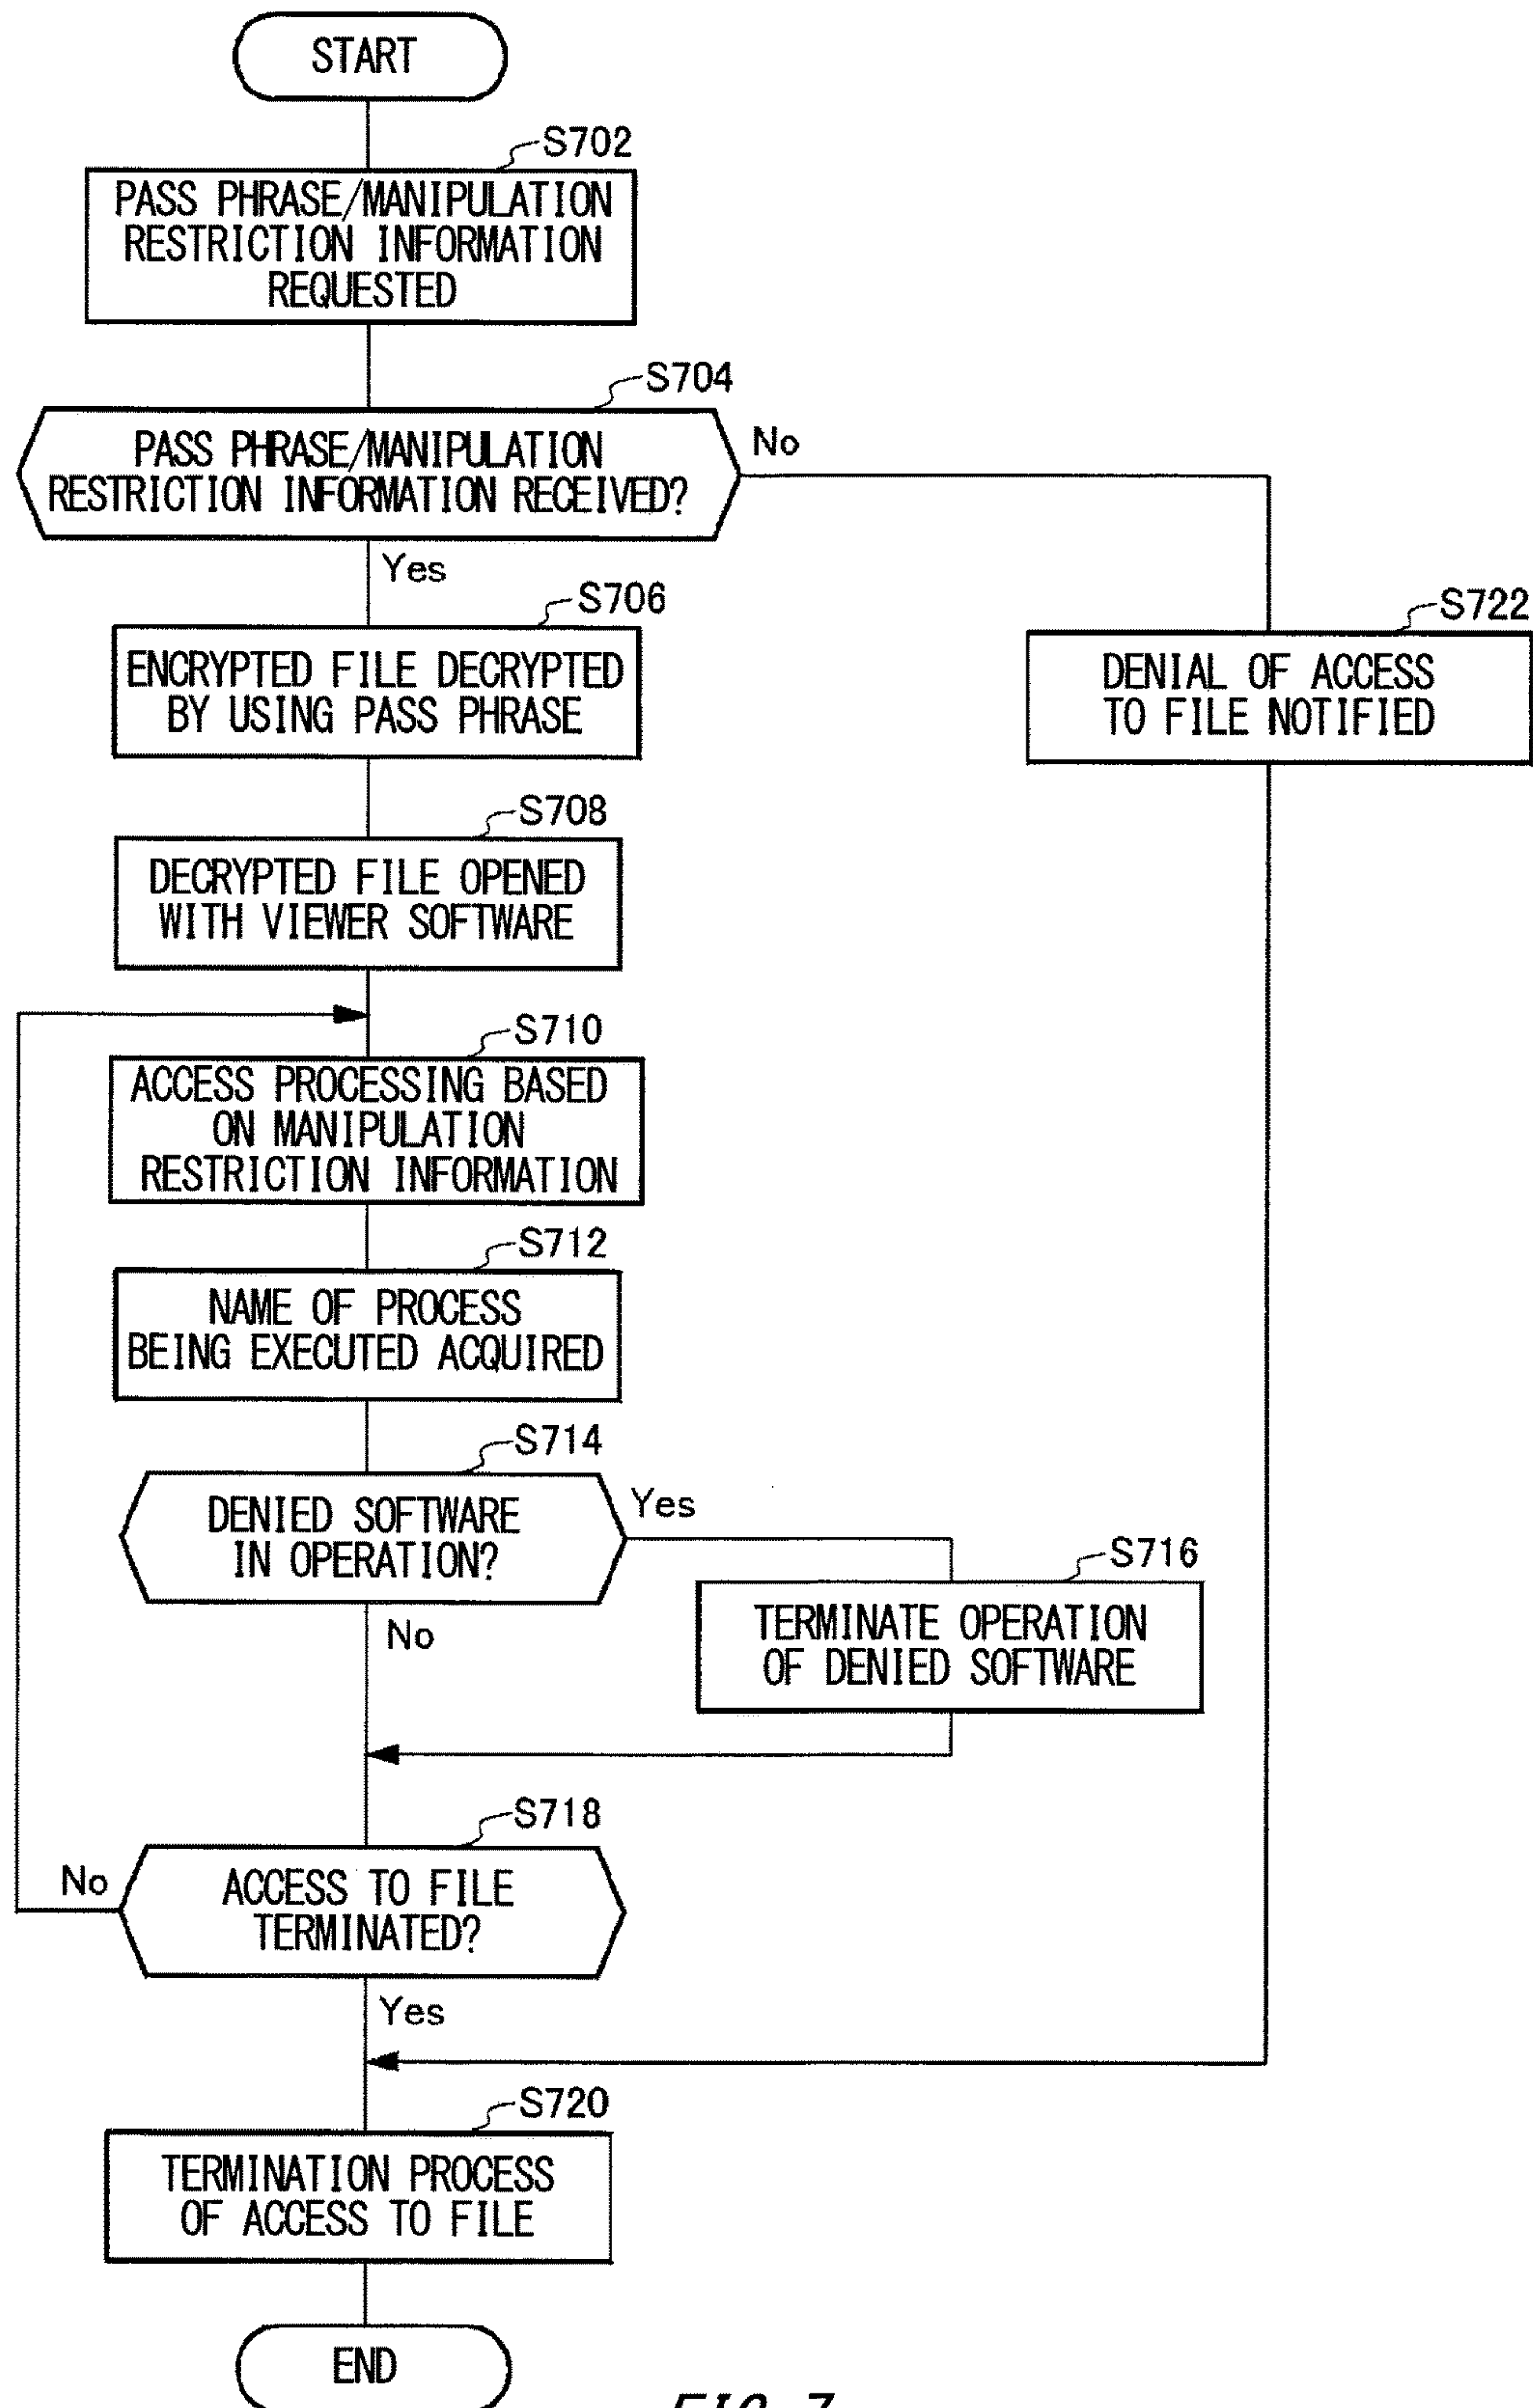 START
S702
PASS PHRASE/MANIPULATION
RESTRICTION INFORMATION
REQUESTED
S704
PASS PHRASE/MANIPULATION
RESTRICTION INFORMATION RECEIVED?
No
Yes
S706
ENCRYPTED FILE DECRYPTED
BY USING PASS PHRASE
S722
DENIAL OF ACCESS
TO FILE NOTIFIED
S708
DECRYPTED FILE OPENED
WITH VIEWER SOFTWARE
S710
ACCESS PROCESSING BASED
ON MANIPULATION
RESTRICTION INFORMATION
S712
NAME OF PROCESS
BEING EXECUTED ACQUIRED
S714
DENIED SOFTWARE
IN OPERATION?
Yes
No
S716
TERMINATE OPERATION
OF DENIED SOFTWARE
S718
ACCESS TO FILE
TERMINATED?
No
Yes
S720
TERMINATION PROCESS
OF ACCESS TO FILE
END